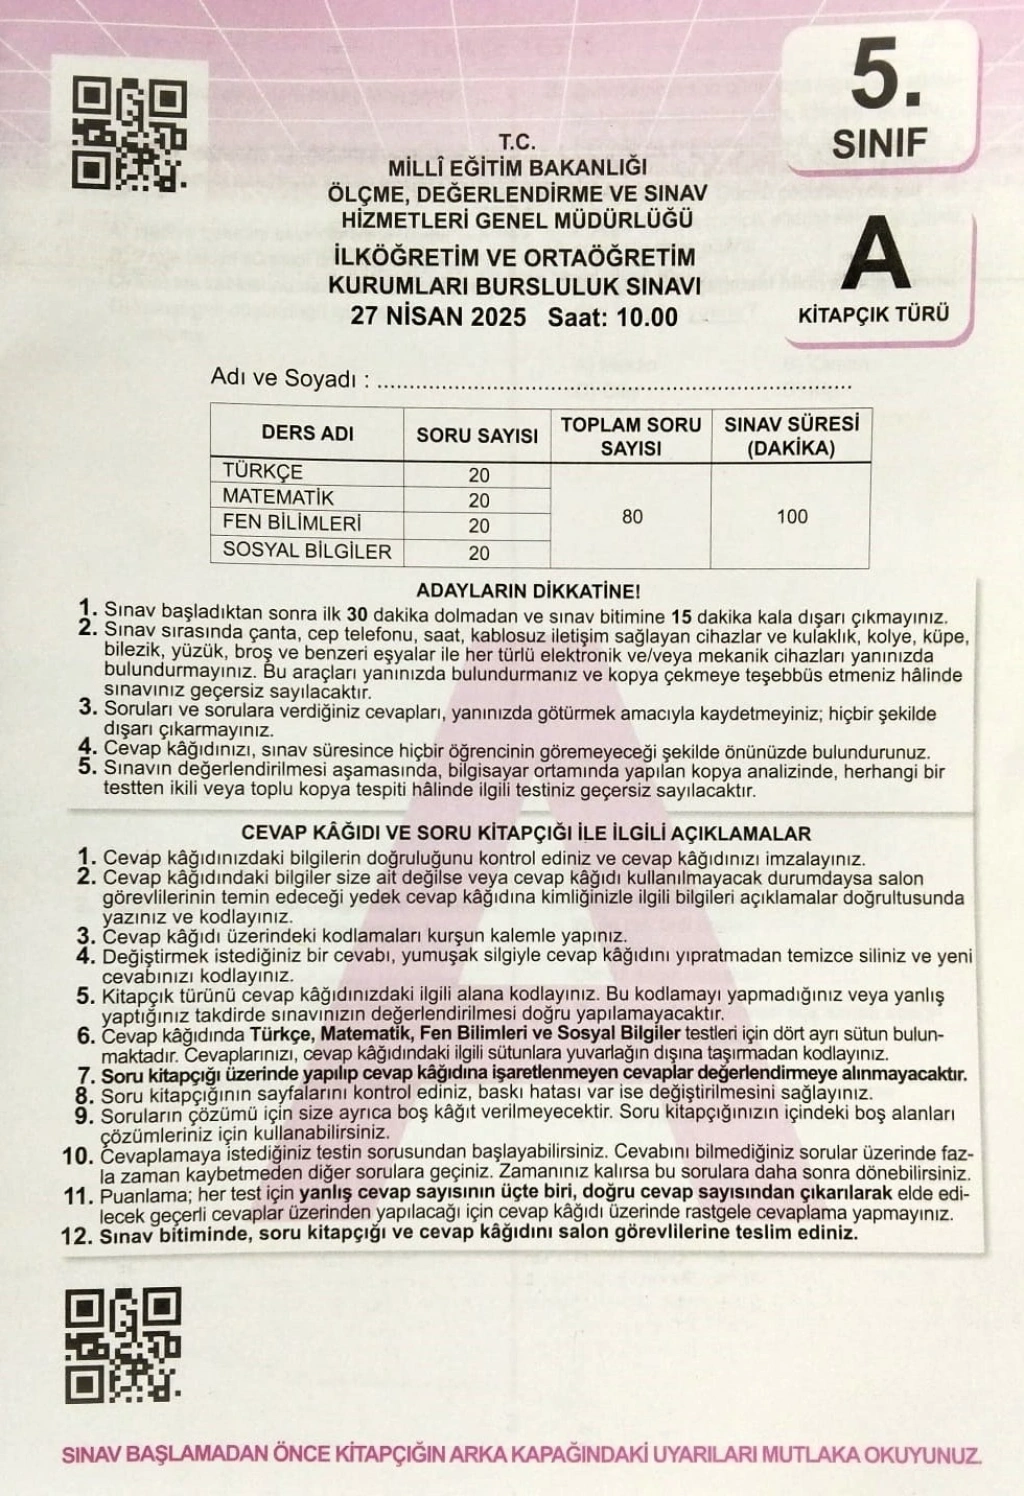 5.
SINIF
T.C.
MİLLÎ EĞİTİM BAKANLIĞI
ÖLÇME, DEĞERLENDİRME VE SINAV
HİZMETLERİ GENEL MÜDÜRLÜĞÜ
İLKÖĞRETİM VE ORTAÖĞRETİM
KURUMLARI BURSLULUK SINAVI
27 NİSAN 2025 Saat: 10.00
A
KİTAPÇIK TÜRÜ
Adı ve Soyadı : ........................................................................
DERS ADI SORU SAYISI TOPLAM SORU SAYISI SINAV SÜRESİ (DAKİKA)
TÜRKÇE 20
MATEMATİK 20
80 100
FEN BİLİMLERİ 20
SOSYAL BİLGİLER 20
ADAYLARIN DİKKATİNE!
1. Sınav başladıktan sonra ilk 30 dakika dolmadan ve sınav bitimine 15 dakika kala dışarı çıkmayınız.
2. Sınav sırasında çanta, cep telefonu, saat, kablosuz iletişim sağlayan cihazlar ve kulaklık, kolye, küpe,
bilezik, yüzük, broş ve benzeri eşyalar ile her türlü elektronik ve/veya mekanik cihazları yanınızda
bulundurmayınız. Bu araçları yanınızda bulundurmanız ve kopya çekmeye teşebbüs etmeniz hâlinde
sınavınız geçersiz sayılacaktır.
3. Soruları ve sorulara verdiğiniz cevapları, yanınızda götürmek amacıyla kaydetmeyiniz; hiçbir şekilde
dışarı çıkarmayınız.
4. Cevap kâğıdınızı, sınav süresince hiçbir öğrencinin göremeyeceği şekilde önünüzde bulundurunuz.
5. Sınavın değerlendirilmesi aşamasında, bilgisayar ortamında yapılan kopya analizinde, herhangi bir
testten ikili veya toplu kopya tespiti hâlinde ilgili testiniz geçersiz sayılacaktır.
CEVAP KÂĞIDI VE SORU KİTAPÇIĞI İLE İLGİLİ AÇIKLAMALAR
1. Cevap kâğıdınızdaki bilgilerin doğruluğunu kontrol ediniz ve cevap kâğıdınızı imzalayınız.
2. Cevap kâğıdındaki bilgiler size ait değilse veya cevap kâğıdı kullanılmayacak durumdaysa salon
görevlilerinin temin edeceği yedek cevap kâğıdına kimliğinizle ilgili bilgileri açıklamalar doğrultusunda
yazınız ve kodlayınız.
3. Cevap kâğıdı üzerindeki kodlamaları kurşun kalemle yapınız.
4. Değiştirmek istediğiniz bir cevabı, yumuşak silgiyle cevap kâğıdını yıpratmadan temizce siliniz ve yeni
cevabınızı kodlayınız.
5. Kitapçık türünü cevap kâğıdınızdaki ilgili alana kodlayınız. Bu kodlamayı yapmadığınız veya yanlış
yaptığınız takdirde sınavınızın değerlendirilmesi doğru yapılamayacaktır.
6. Cevap kâğıdında Türkçe, Matematik, Fen Bilimleri ve Sosyal Bilgiler testleri için dört ayrı sütun bulun-
maktadır. Cevaplarınızı, cevap kâğıdındaki ilgili sütunlara yuvarlağın dışına taşırmadan kodlayınız.
7. Soru kitapçığı üzerinde yapılıp cevap kâğıdına işaretlenmeyen cevaplar değerlendirmeye alınmayacaktır.
8. Soru kitapçığının sayfalarını kontrol ediniz, baskı hatası var ise değiştirilmesini sağlayınız.
9. Soruların çözümü için size ayrıca boş kâğıt verilmeyecektir. Soru kitapçığınızın içindeki boş alanları
çözümleriniz için kullanabilirsiniz.
10. Cevaplamaya istediğiniz testin sorusundan başlayabilirsiniz. Cevabını bilmediğiniz sorular üzerinde faz-
la zaman kaybetmeden diğer sorulara geçiniz. Zamanınız kalırsa bu sorulara daha sonra dönebilirsiniz.
11. Puanlama; her test için yanlış cevap sayısının üçte biri, doğru cevap sayısından çıkarılarak elde edi-
lecek geçerli cevaplar üzerinden yapılacağı için cevap kâğıdı üzerinde rastgele cevaplama yapmayınız.
12. Sınav bitiminde, soru kitapçığı ve cevap kâğıdını salon görevlilerine teslim ediniz.
SINAV BAŞLAMADAN ÖNCE KİTAPÇIĞIN ARKA KAPAĞINDAKİ UYARILARI MUTLAKA OKUYUNUZ.